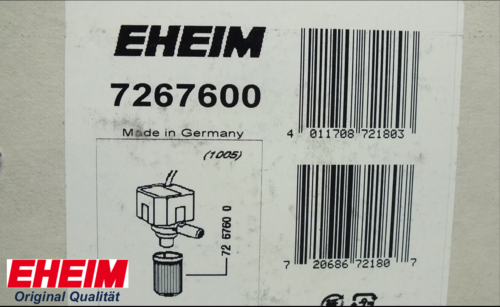 EHEIM
7267600
Made in Germany
4 011708 721803
(1005)
72 6760 0
7 20686 72180 7
EHEIM
Original Qualität